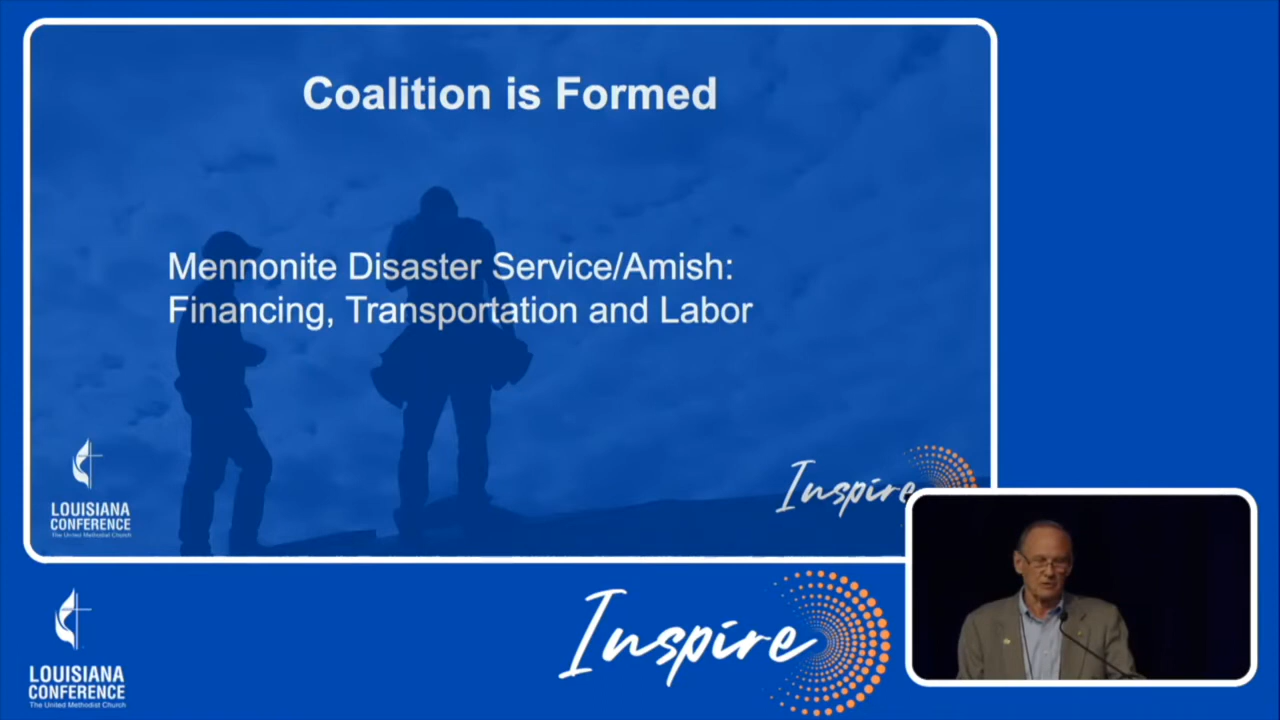 Coalition is Formed
Mennonite Disaster Service/Amish:
Financing, Transportation and Labor
LOUISIANA
CONFERENCE
The United Methodist Church
Inspire
LOUISIANA
CONFERENCE
The United Methodist Church
Inspire